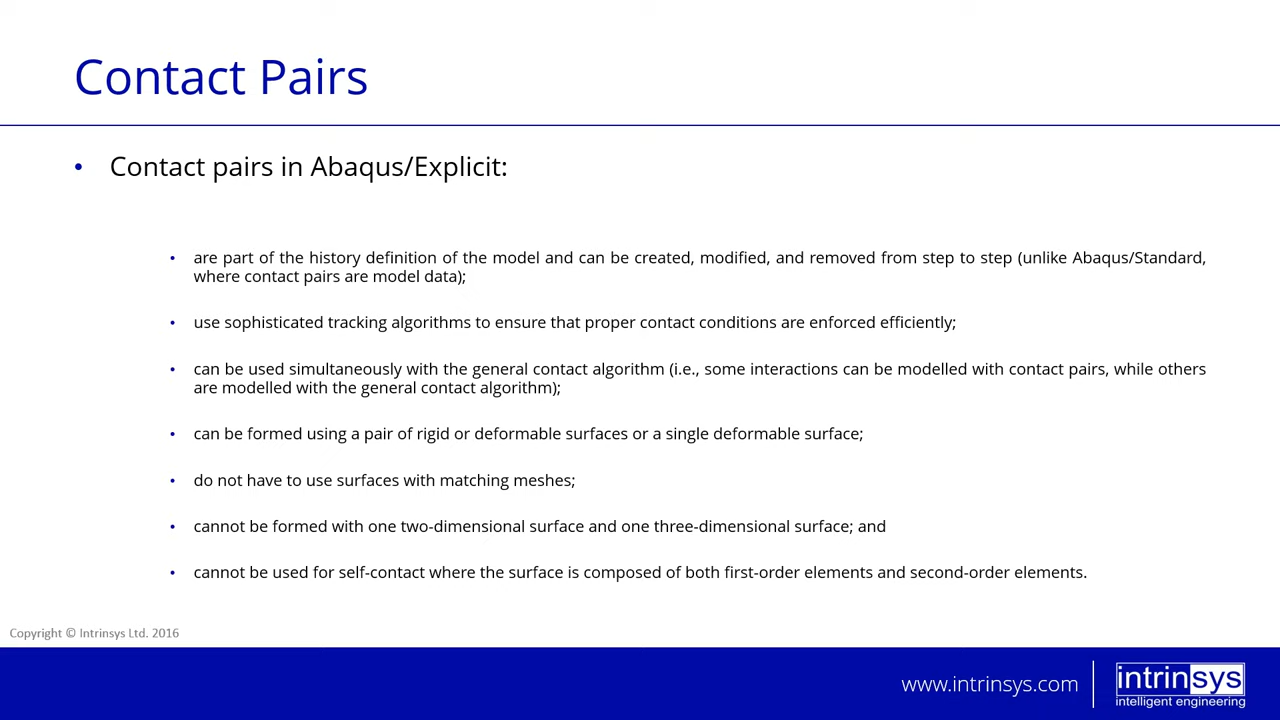 Contact Pairs
• Contact pairs in Abaqus/Explicit:
• are part of the history definition of the model and can be created, modified, and removed from step to step (unlike Abaqus/Standard,
where contact pairs are model data);
• use sophisticated tracking algorithms to ensure that proper contact conditions are enforced efficiently;
• can be used simultaneously with the general contact algorithm (i.e., some interactions can be modelled with contact pairs, while others
are modelled with the general contact algorithm);
• can be formed using a pair of rigid or deformable surfaces or a single deformable surface;
• do not have to use surfaces with matching meshes;
• cannot be formed with one two-dimensional surface and one three-dimensional surface; and
• cannot be used for self-contact where the surface is composed of both first-order elements and second-order elements.
Copyright © Intrinsys Ltd. 2016
www.intrinsys.com
intrinsys
intelligent engineering